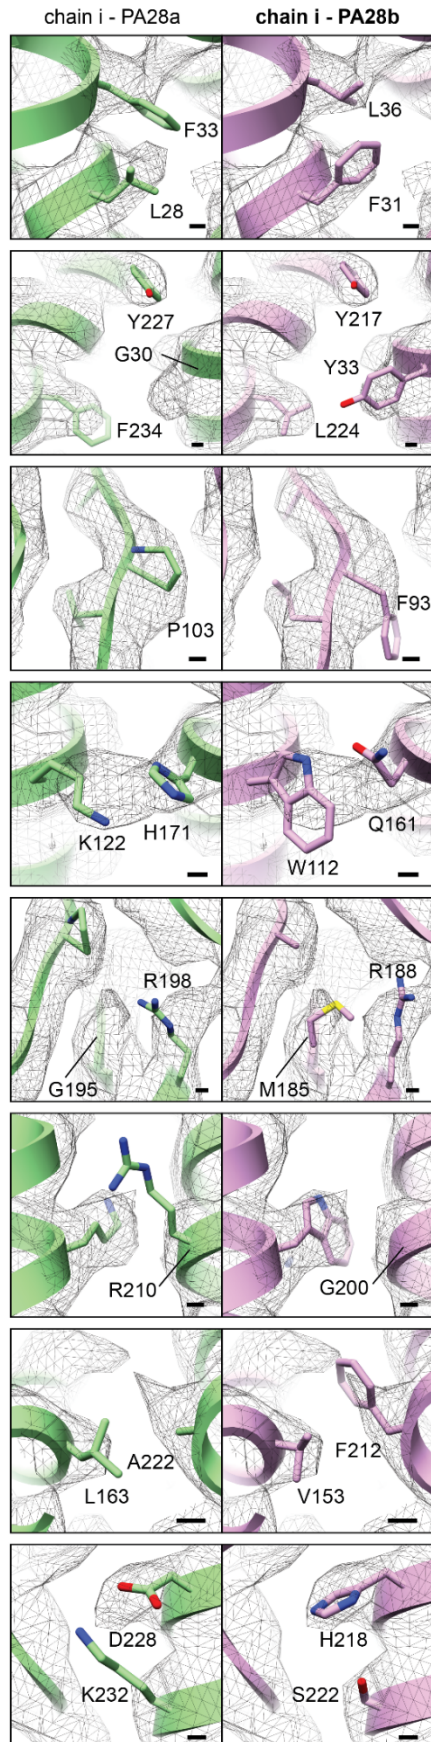 chain i - PA28a
chain i - PA28b
F33
L28
L36
F31
Y227
G30
F234
Y217
Y33
L224
P103
F93
K122
H171
W112
Q161
R198
G195
R188
M185
R210
G200
A222
L163
F212
V153
D228
K232
H218
S222